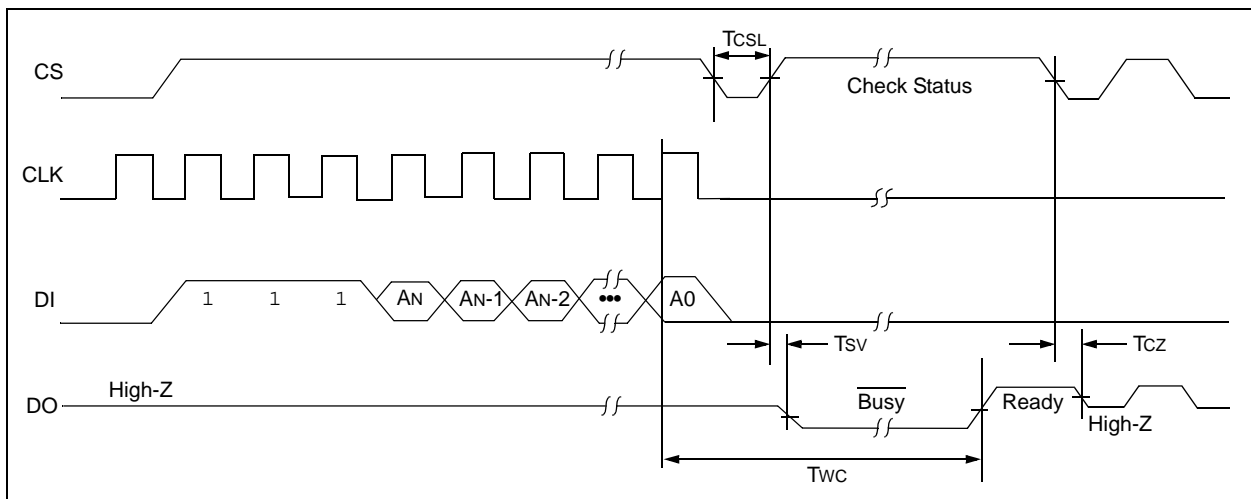 TCSL
CS
Check Status
CLK
DI 1 1 1 AN AN-1 AN-2 ••• A0
TSV
TCZ
High-Z
DO
Busy
Ready
High-Z
TWC